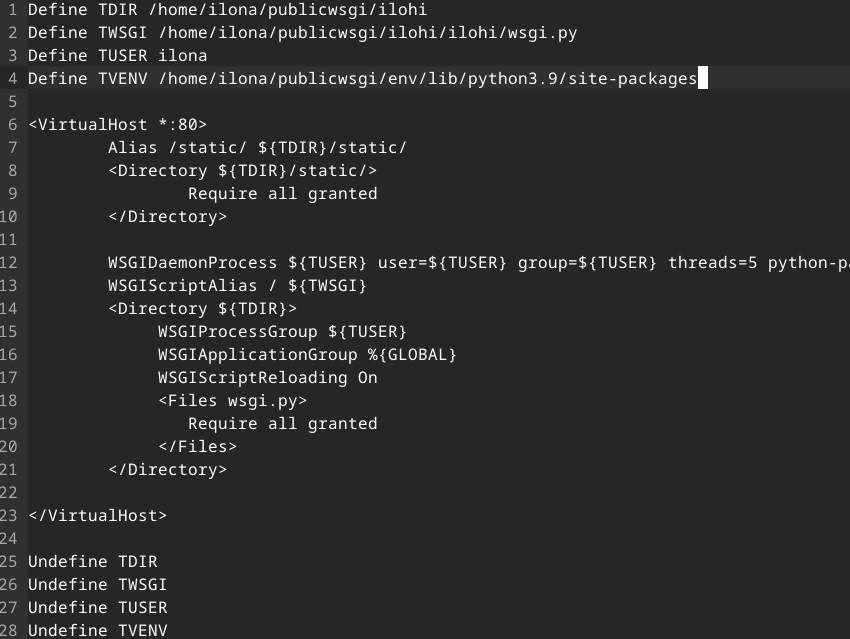 1 Define TDIR /home/ilona/publicwsgi/ilohi
2 Define TWSGI /home/ilona/publicwsgi/ilohi/ilohi/wsgi.py
3 Define TUSER ilona
4 Define TVENV /home/ilona/publicwsgi/env/lib/python3.9/site-packages
5
6 <VirtualHost *:80>
7         Alias /static/ ${TDIR}/static/
8         <Directory ${TDIR}/static/>
9                 Require all granted
10         </Directory>
11
12         WSGIDaemonProcess ${TUSER} user=${TUSER} group=${TUSER} threads=5 python-pa
13         WSGIScriptAlias / ${TWSGI}
14         <Directory ${TDIR}>
15              WSGIProcessGroup ${TUSER}
16              WSGIApplicationGroup %{GLOBAL}
17              WSGIScriptReloading On
18              <Files wsgi.py>
19                 Require all granted
20              </Files>
21         </Directory>
22
23 </VirtualHost>
24
25 Undefine TDIR
26 Undefine TWSGI
27 Undefine TUSER
28 Undefine TVENV